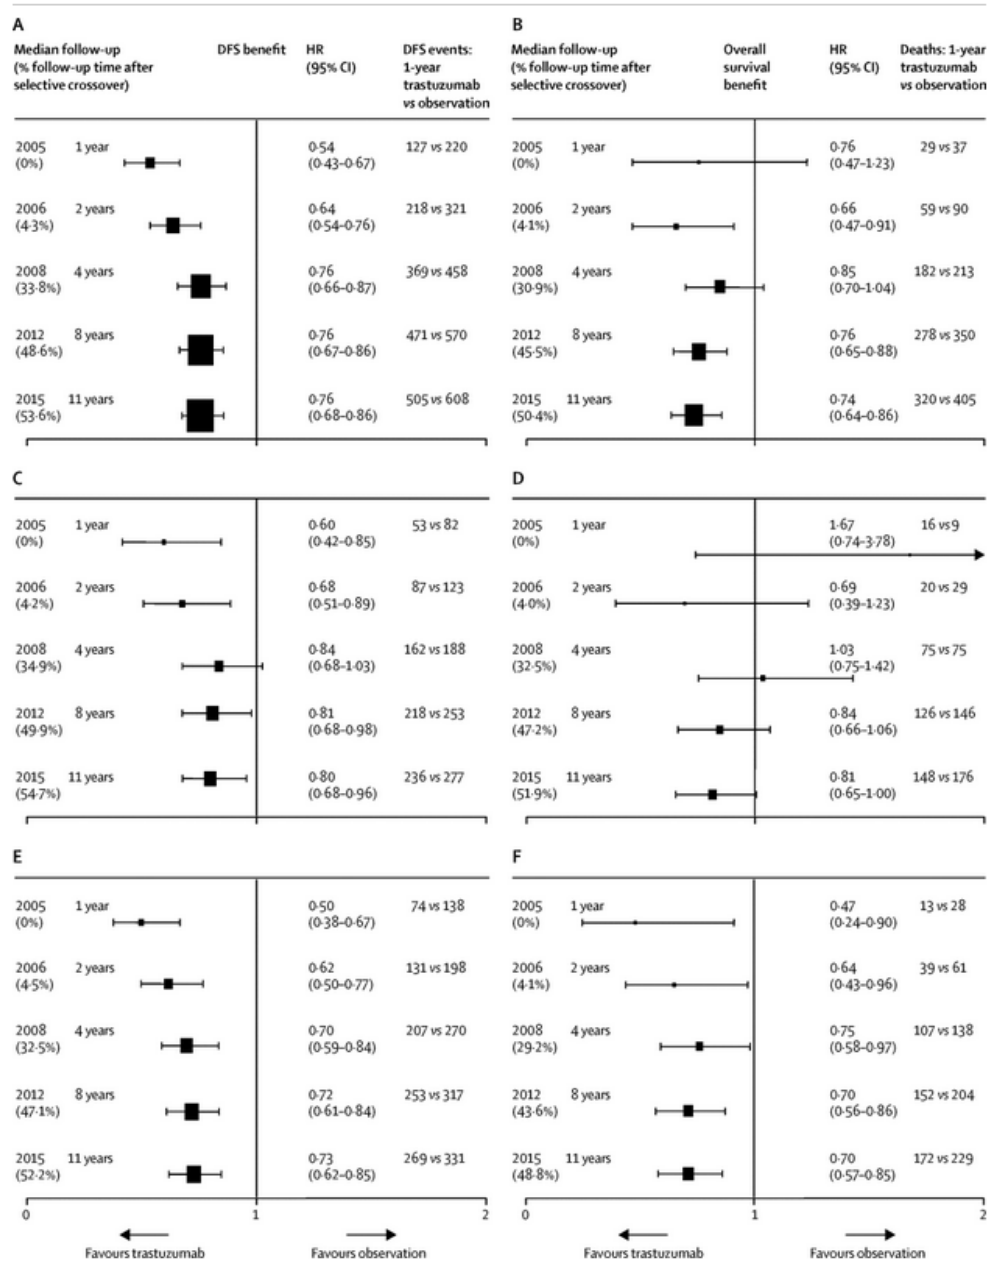 A
Median follow-up
(% follow-up time after
selective crossover)
DFS benefit
HR
(95% CI)
DFS events:
1-year
trastuzumab
vs observation
2005 1 year 0·54 127 vs 220
(0%) (0·43–0·67)
2006 2 years 0·64 218 vs 321
(4·3%) (0·54–0·76)
2008 4 years 0·76 369 vs 458
(33·8%) (0·66–0·87)
2012 8 years 0·76 471 vs 570
(48·6%) (0·67–0·86)
2015 11 years 0·76 505 vs 608
(53·6%) (0·68–0·86)
B
Median follow-up
(% follow-up time after
selective crossover)
Overall
survival
benefit
HR
(95% CI)
Deaths: 1-year
trastuzumab
vs observation
2005 1 year 0·76 29 vs 37
(0%) (0·47–1·23)
2006 2 years 0·66 59 vs 90
(4·1%) (0·47–0·91)
2008 4 years 0·85 182 vs 213
(30·9%) (0·70–1·04)
2012 8 years 0·76 278 vs 350
(45·5%) (0·65–0·88)
2015 11 years 0·74 320 vs 405
(50·4%) (0·64–0·86)
C
2005 1 year 0·60 53 vs 82
(0%) (0·42–0·85)
2006 2 years 0·68 87 vs 123
(4·2%) (0·51–0·89)
2008 4 years 0·84 162 vs 188
(34·9%) (0·68–1·03)
2012 8 years 0·81 218 vs 253
(49·9%) (0·68–0·98)
2015 11 years 0·80 236 vs 277
(54·7%) (0·68–0·96)
D
2005 1 year 1·67 16 vs 9
(0%) (0·74–3·78)
2006 2 years 0·69 20 vs 29
(4·0%) (0·39–1·23)
2008 4 years 1·03 75 vs 75
(32·5%) (0·75–1·42)
2012 8 years 0·84 126 vs 146
(47·2%) (0·66–1·06)
2015 11 years 0·81 148 vs 176
(51·9%) (0·65–1·00)
E
2005 1 year 0·50 74 vs 138
(0%) (0·38–0·67)
2006 2 years 0·62 131 vs 198
(4·5%) (0·50–0·77)
2008 4 years 0·70 207 vs 270
(32·5%) (0·59–0·84)
2012 8 years 0·72 253 vs 317
(47·1%) (0·61–0·84)
2015 11 years 0·73 269 vs 331
(52·2%) (0·62–0·85)
0 1 2
Favours trastuzumab Favours observation
F
2005 1 year 0·47 13 vs 28
(0%) (0·24–0·90)
2006 2 years 0·64 39 vs 61
(4·1%) (0·43–0·96)
2008 4 years 0·75 107 vs 138
(29·2%) (0·58–0·97)
2012 8 years 0·70 152 vs 204
(43·6%) (0·56–0·86)
2015 11 years 0·70 172 vs 229
(48·8%) (0·57–0·85)
0 1 2
Favours trastuzumab Favours observation